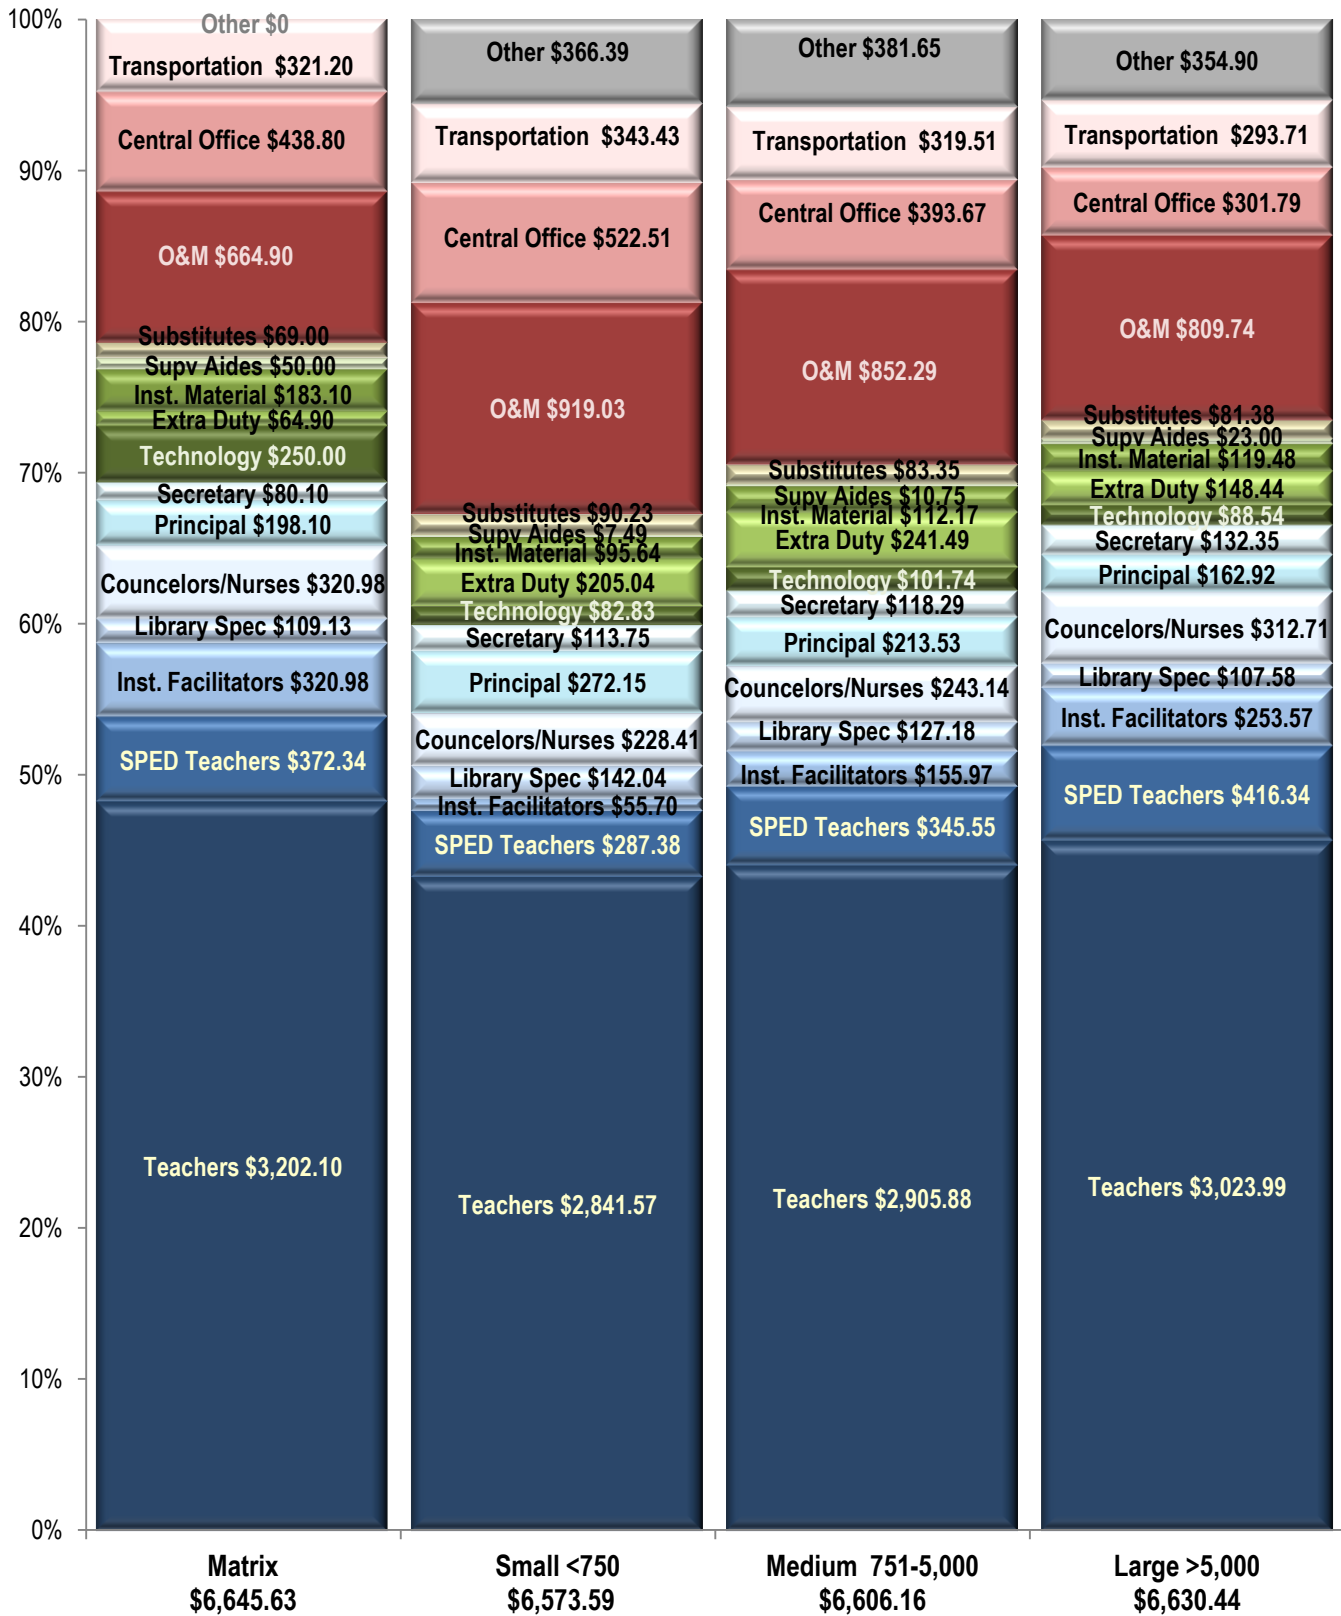 100%
90%
80%
70%
60%
50%
40%
30%
20%
10%
0%
Other $0
Transportation $321.20
Central Office $438.80
O&M $664.90
Substitutes $69.00
Supv Aides $50.00
Inst. Material $183.10
Extra Duty $64.90
Technology $250.00
Secretary $80.10
Principal $198.10
Councelors/Nurses $320.98
Library Spec $109.13
Inst. Facilitators $320.98
SPED Teachers $372.34
Teachers $3,202.10
Matrix
$6,645.63
Other $366.39
Transportation $343.43
Central Office $522.51
O&M $919.03
Substitutes $90.23
Supv Aides $7.49
Inst. Material $95.64
Extra Duty $205.04
Technology $82.83
Secretary $113.75
Principal $272.15
Councelors/Nurses $228.41
Library Spec $142.04
Inst. Facilitators $55.70
SPED Teachers $287.38
Teachers $2,841.57
Small <750
$6,573.59
Other $381.65
Transportation $319.51
Central Office $393.67
O&M $852.29
Substitutes $83.35
Supv Aides $10.75
Inst. Material $112.17
Extra Duty $241.49
Technology $101.74
Secretary $118.29
Principal $213.53
Councelors/Nurses $243.14
Library Spec $127.18
Inst. Facilitators $155.97
SPED Teachers $345.55
Teachers $2,905.88
Medium 751-5,000
$6,606.16
Other $354.90
Transportation $293.71
Central Office $301.79
O&M $809.74
Substitutes $81.38
Supv Aides $23.00
Inst. Material $119.48
Extra Duty $148.44
Technology $88.54
Secretary $132.35
Principal $162.92
Councelors/Nurses $312.71
Library Spec $107.58
Inst. Facilitators $253.57
SPED Teachers $416.34
Teachers $3,023.99
Large >5,000
$6,630.44